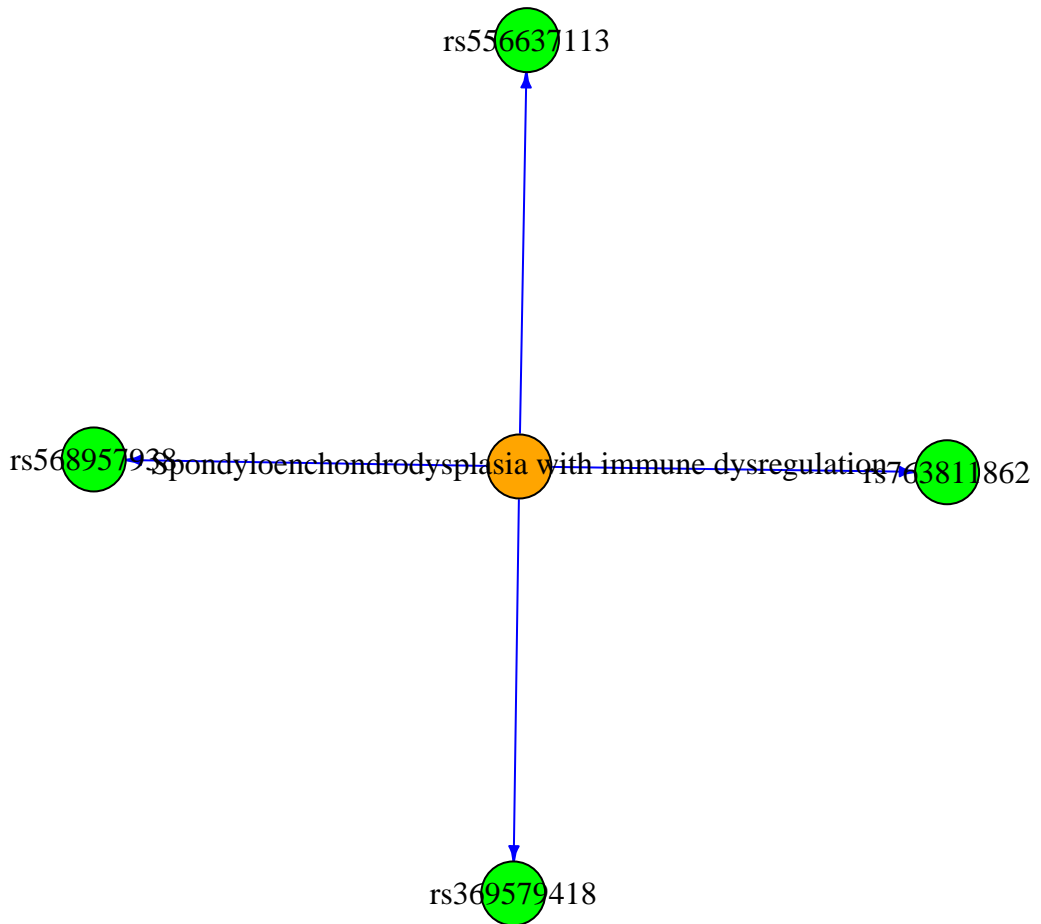 rs556637113
rs568957938
Spondyloenchondrodysplasia with immune dysregulation
rs763811862
rs369579418